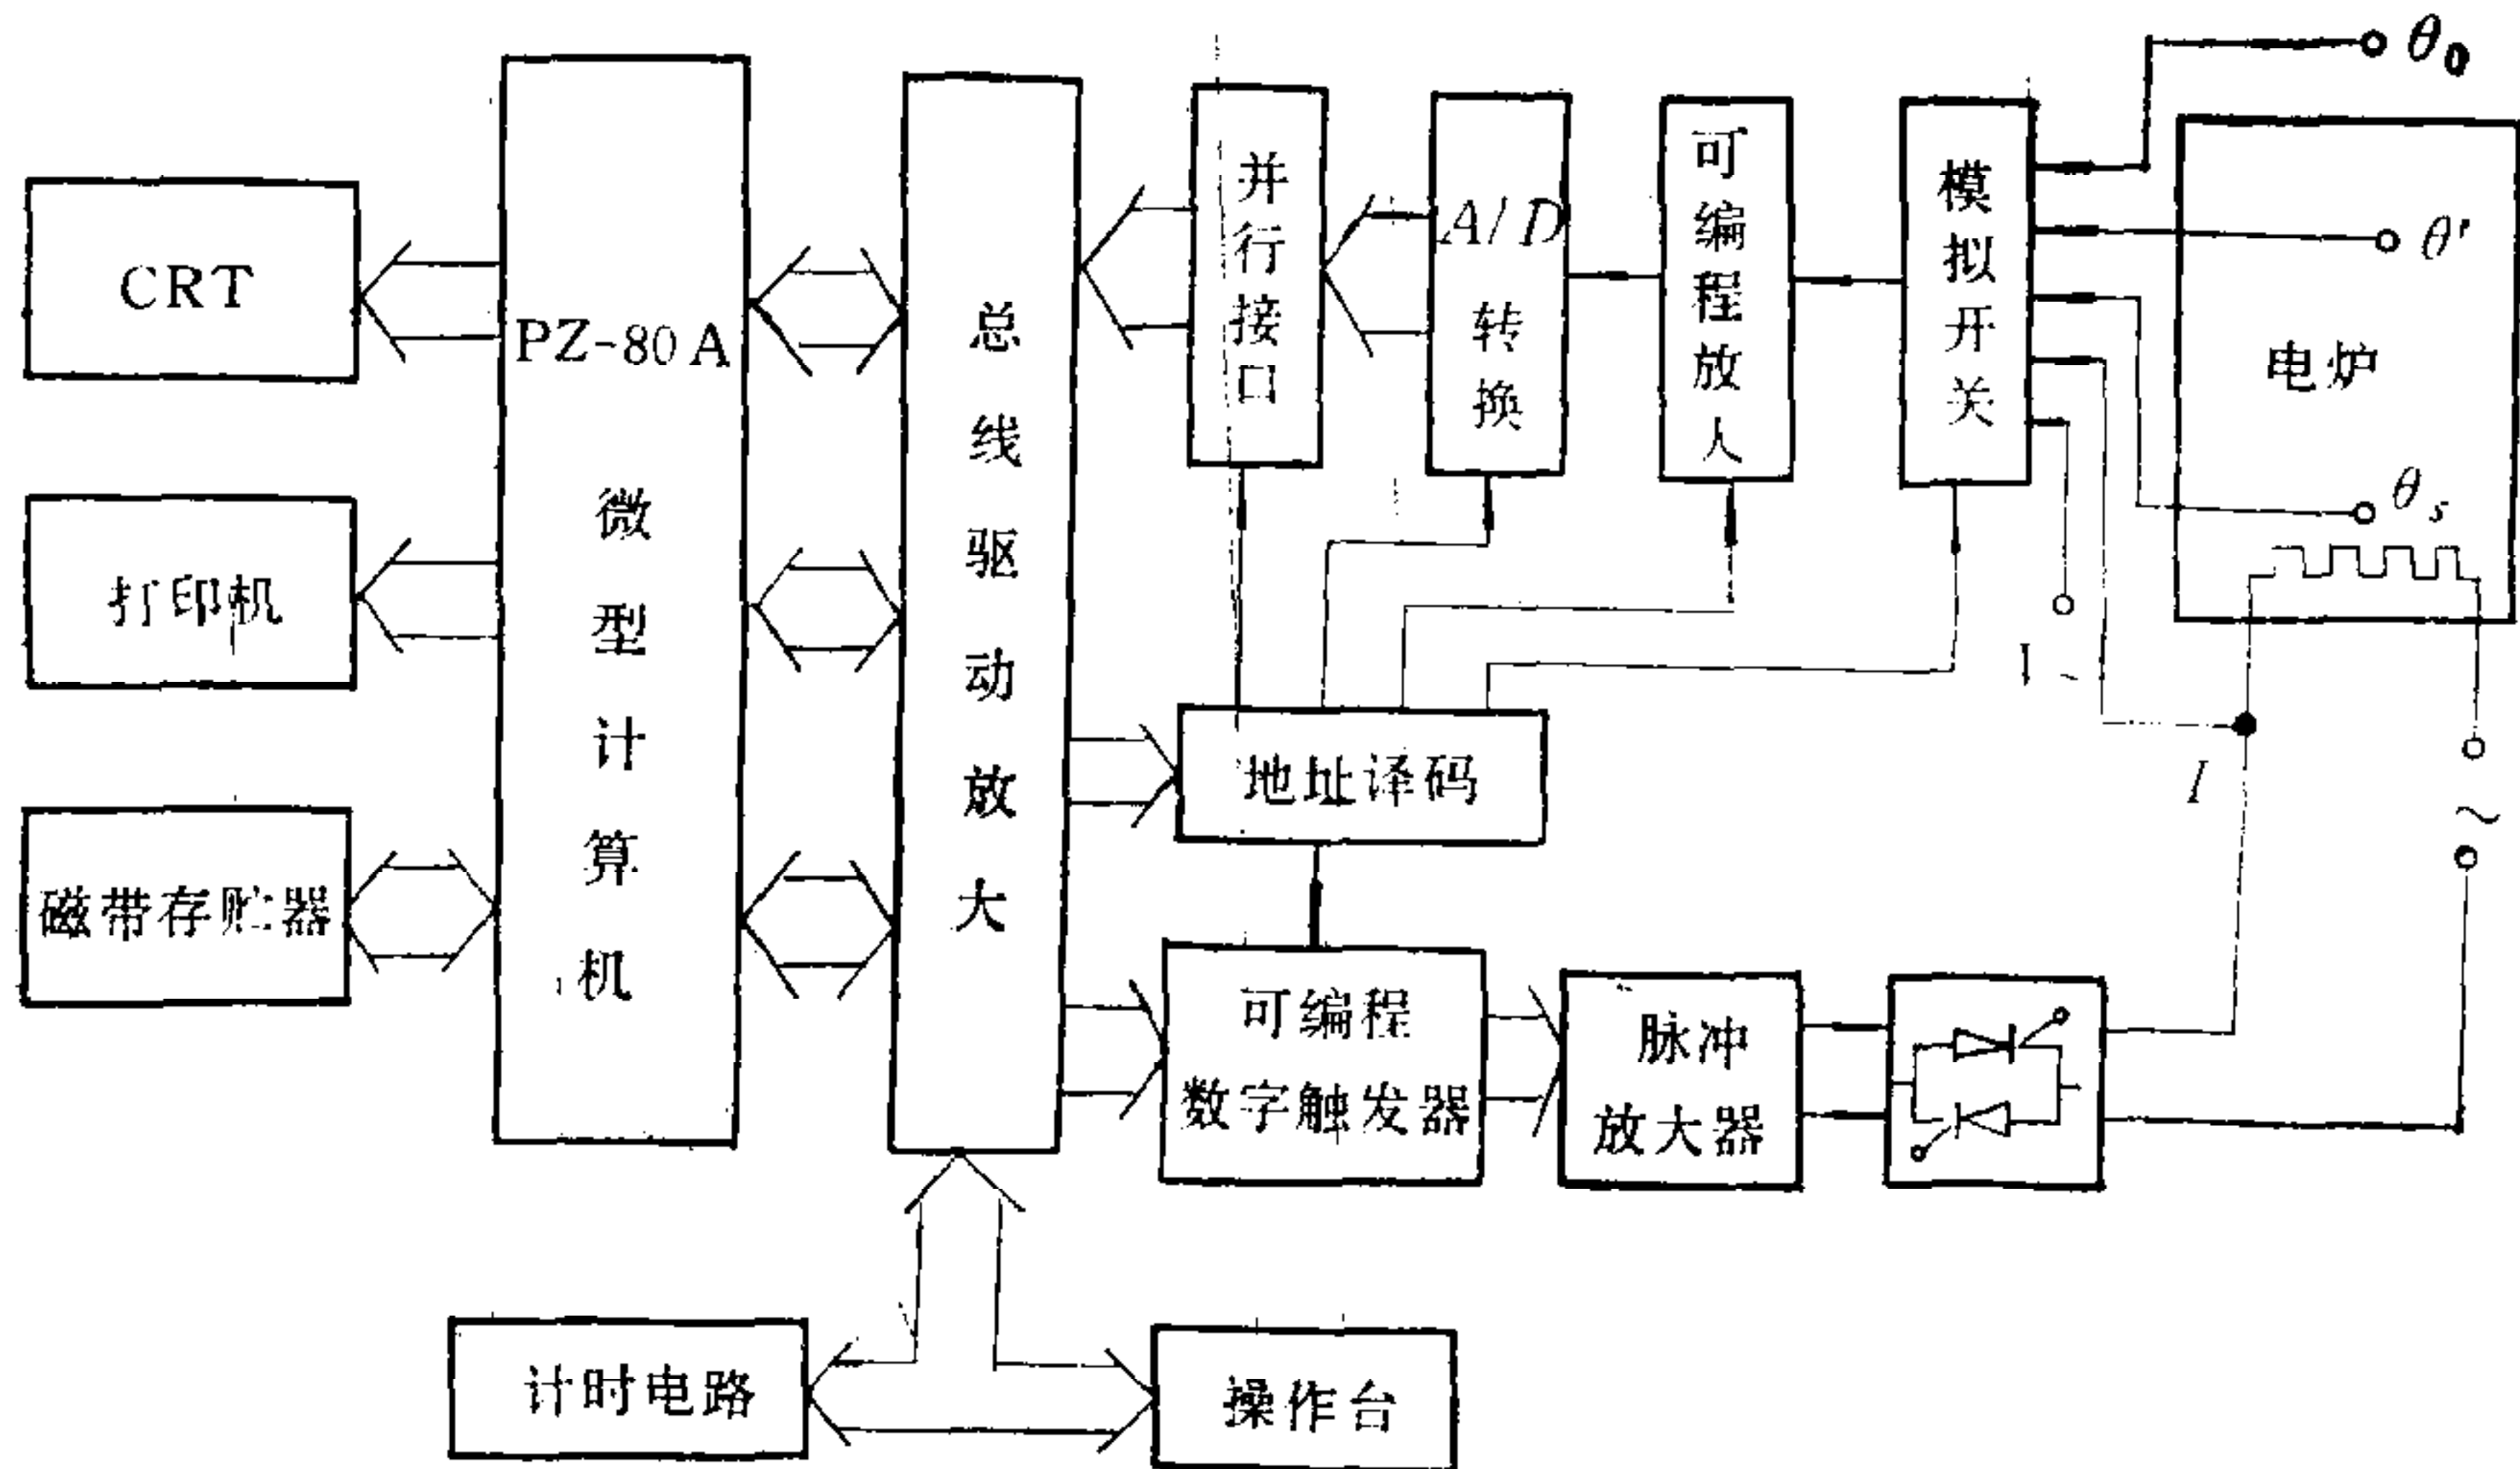 CRT
打印机
磁带存贮器
PZ-80A
微型计算机
总线驱动放大
并行接口
A/D
转换
可编程放人
模拟开关
θ0
θ'
电炉
θs
I
~
地址译码
可编程
数字触发器
脉冲
放大器
计时电路
操作台